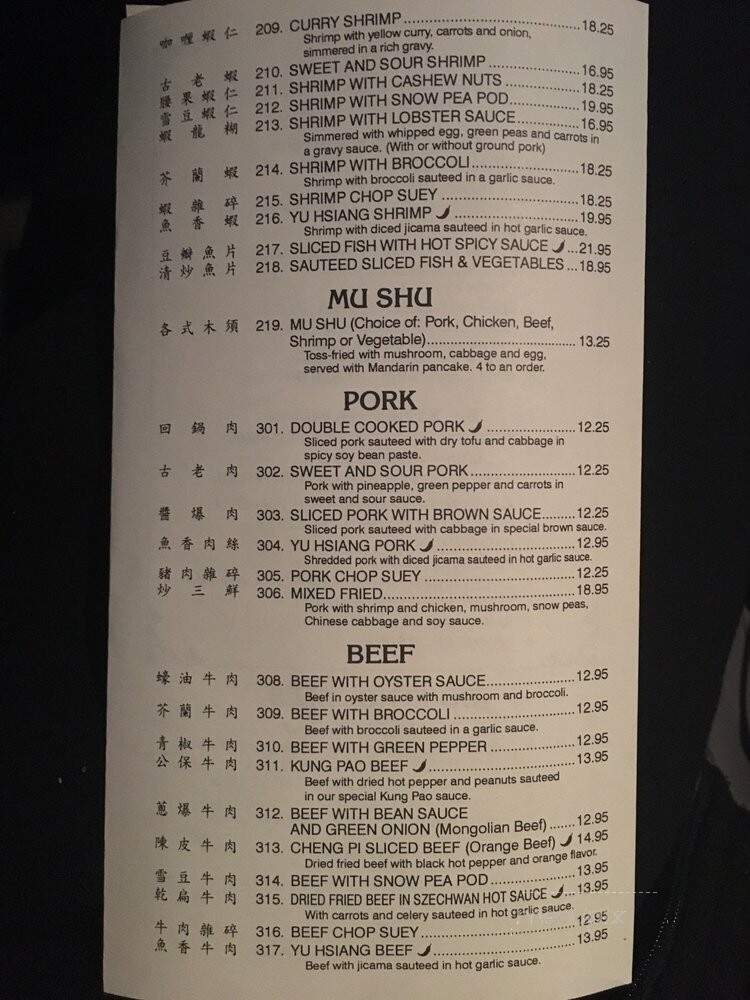 咖喱蝦仁 209. CURRY SHRIMP 18.25
Shrimp with yellow curry, carrots and onion,
simmered in a rich gravy.
古老蝦 210. SWEET AND SOUR SHRIMP 16.95
腰果蝦仁 211. SHRIMP WITH CASHEW NUTS 18.25
雪豆蝦仁 212. SHRIMP WITH SNOW PEA POD 19.95
蝦龍糊 213. SHRIMP WITH LOBSTER SAUCE 16.95
Simmered with whipped egg, green peas and carrots in
a gravy sauce. (With or without ground pork)
芥蘭蝦 214. SHRIMP WITH BROCCOLI 18.25
Shrimp with broccoli sauteed in a garlic sauce.
蝦雜碎 215. SHRIMP CHOP SUEY 18.25
魚香蝦 216. YU HSIANG SHRIMP 19.95
Shrimp with diced jicama sauteed in hot garlic sauce.
豆瓣魚片 217. SLICED FISH WITH HOT SPICY SAUCE ...21.95
清炒魚片 218. SAUTEED SLICED FISH & VEGETABLES ...18.95
MU SHU
各式木須 219. MU SHU (Choice of: Pork, Chicken, Beef,
Shrimp or Vegetable) 13.25
Toss-fried with mushroom, cabbage and egg,
served with Mandarin pancake. 4 to an order.
PORK
回鍋肉 301. DOUBLE COOKED PORK 12.25
Sliced pork sauteed with dry tofu and cabbage in
spicy soy bean paste.
古老肉 302. SWEET AND SOUR PORK 12.25
Pork with pineapple, green pepper and carrots in
sweet and sour sauce.
醬爆肉 303. SLICED PORK WITH BROWN SAUCE 12.25
Sliced pork sauteed with cabbage in special brown sauce.
魚香肉絲 304. YU HSIANG PORK 12.95
Shredded pork with diced jicama sauteed in hot garlic sauce.
豬肉雜碎 305. PORK CHOP SUEY 12.25
炒三鮮 306. MIXED FRIED 18.95
Pork with shrimp and chicken, mushroom, snow peas,
Chinese cabbage and soy sauce.
BEEF
蠔油牛肉 308. BEEF WITH OYSTER SAUCE 12.95
Beef in oyster sauce with mushroom and broccoli.
芥蘭牛肉 309. BEEF WITH BROCCOLI 12.95
Beef with broccoli sauteed in a garlic sauce.
青椒牛肉 310. BEEF WITH GREEN PEPPER 12.95
公保牛肉 311. KUNG PAO BEEF 13.95
Beef with dried hot pepper and peanuts sauteed
in our special Kung Pao sauce.
蔥爆牛肉 312. BEEF WITH BEAN SAUCE
AND GREEN ONION (Mongolian Beef) 12.95
陳皮牛肉 313. CHENG PI SLICED BEEF (Orange Beef) 14.95
Dried fried beef with black hot pepper and orange flavor.
雪豆牛肉 314. BEEF WITH SNOW PEA POD 13.95
乾扁牛肉 315. DRIED FRIED BEEF IN SZECHWAN HOT SAUCE ...13.95
With carrots and celery sauteed in hot garlic sauce.
牛肉雜碎 316. BEEF CHOP SUEY 12.95
魚香牛肉 317. YU HSIANG BEEF 13.95
Beef with jicama sauteed in hot garlic sauce.